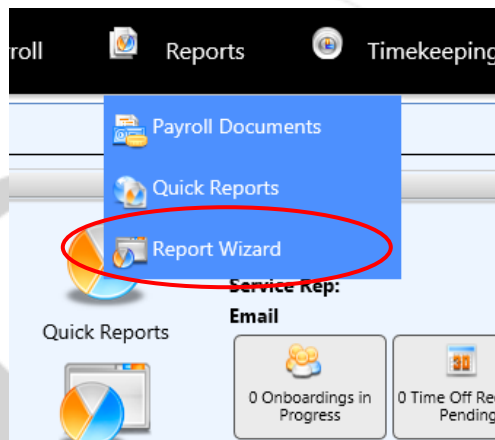 roll Reports Timekeeping
Payroll Documents
Quick Reports
Report Wizard
Service Rep:
Email
Quick Reports
0 Onboardings in
Progress
0 Time Off Re
Pending